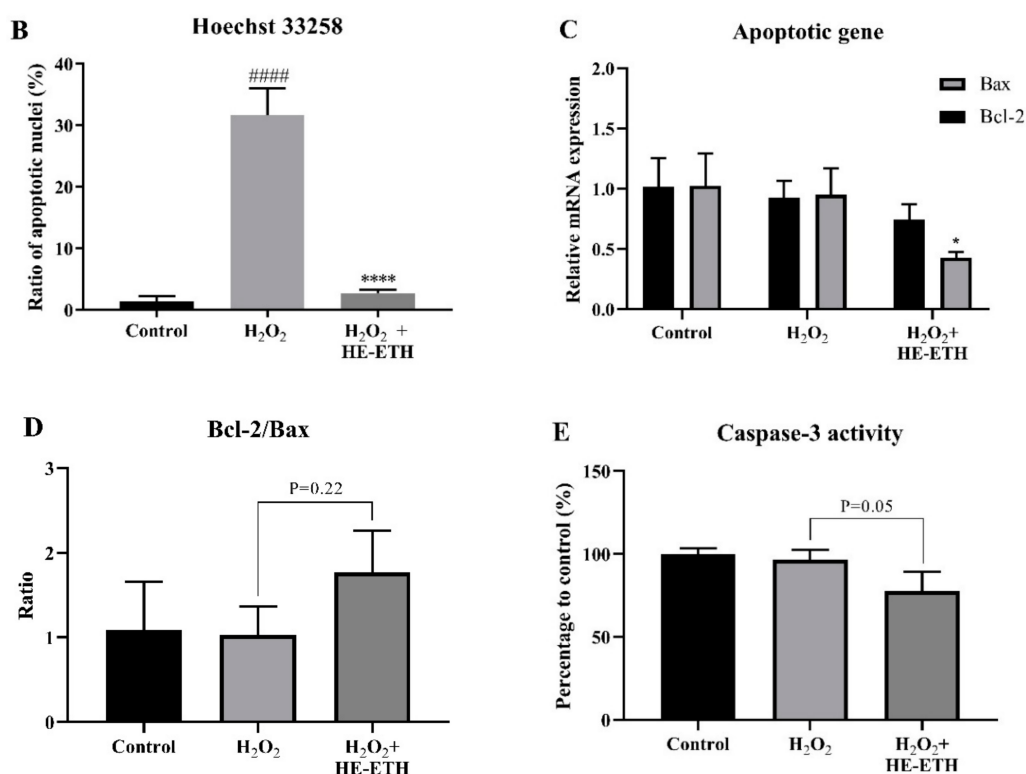 B
Hoechst 33258
Ratio of apoptotic nuclei (%)
40
30
20
10
0
####
****
Control
H₂O₂
H₂O₂ +
HE-ETH
C
Apoptotic gene
Relative mRNA expression
2.0
1.5
1.0
0.5
0.0
Bax
Bcl-2
*
Control
H₂O₂
H₂O₂+
HE-ETH
D
Bcl-2/Bax
Ratio
3
2
1
0
P=0.22
Control
H₂O₂
H₂O₂+
HE-ETH
E
Caspase-3 activity
Percentage to control (%)
150
100
50
0
P=0.05
Control
H₂O₂
H₂O₂+
HE-ETH